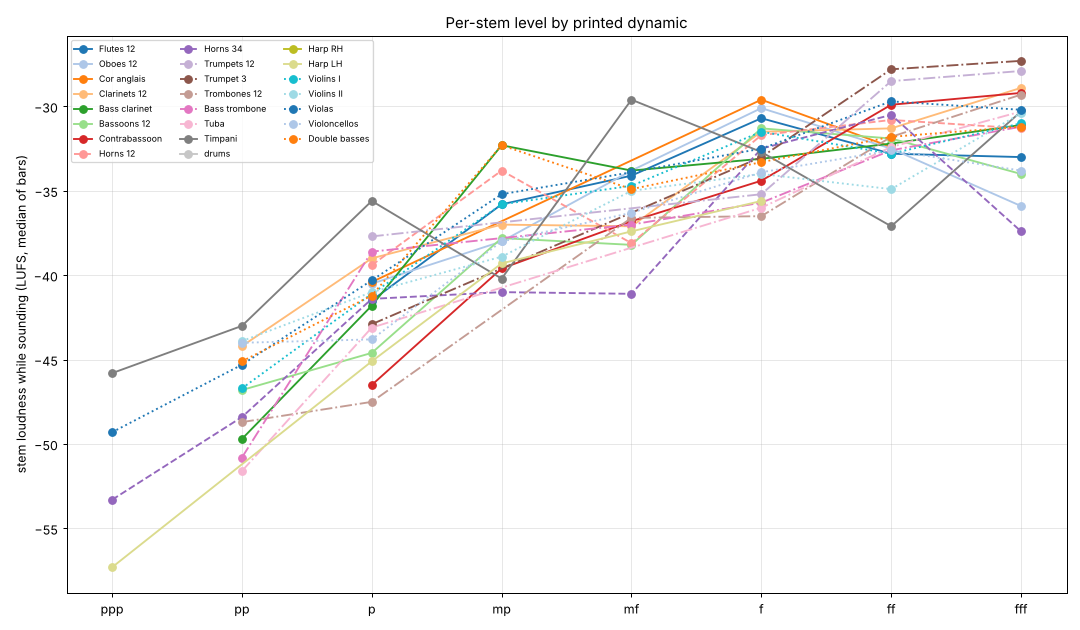 Per-stem level by printed dynamic
stem loudness while sounding (LUFS, median of bars)
−30
−35
−40
−45
−50
−55
Flutes 12
Oboes 12
Cor anglais
Clarinets 12
Bass clarinet
Bassoons 12
Contrabassoon
Horns 12
Horns 34
Trumpets 12
Trumpet 3
Trombones 12
Bass trombone
Tuba
Timpani
drums
Harp RH
Harp LH
Violins I
Violins II
Violas
Violoncellos
Double basses
ppp
pp
p
mp
mf
f
ff
fff